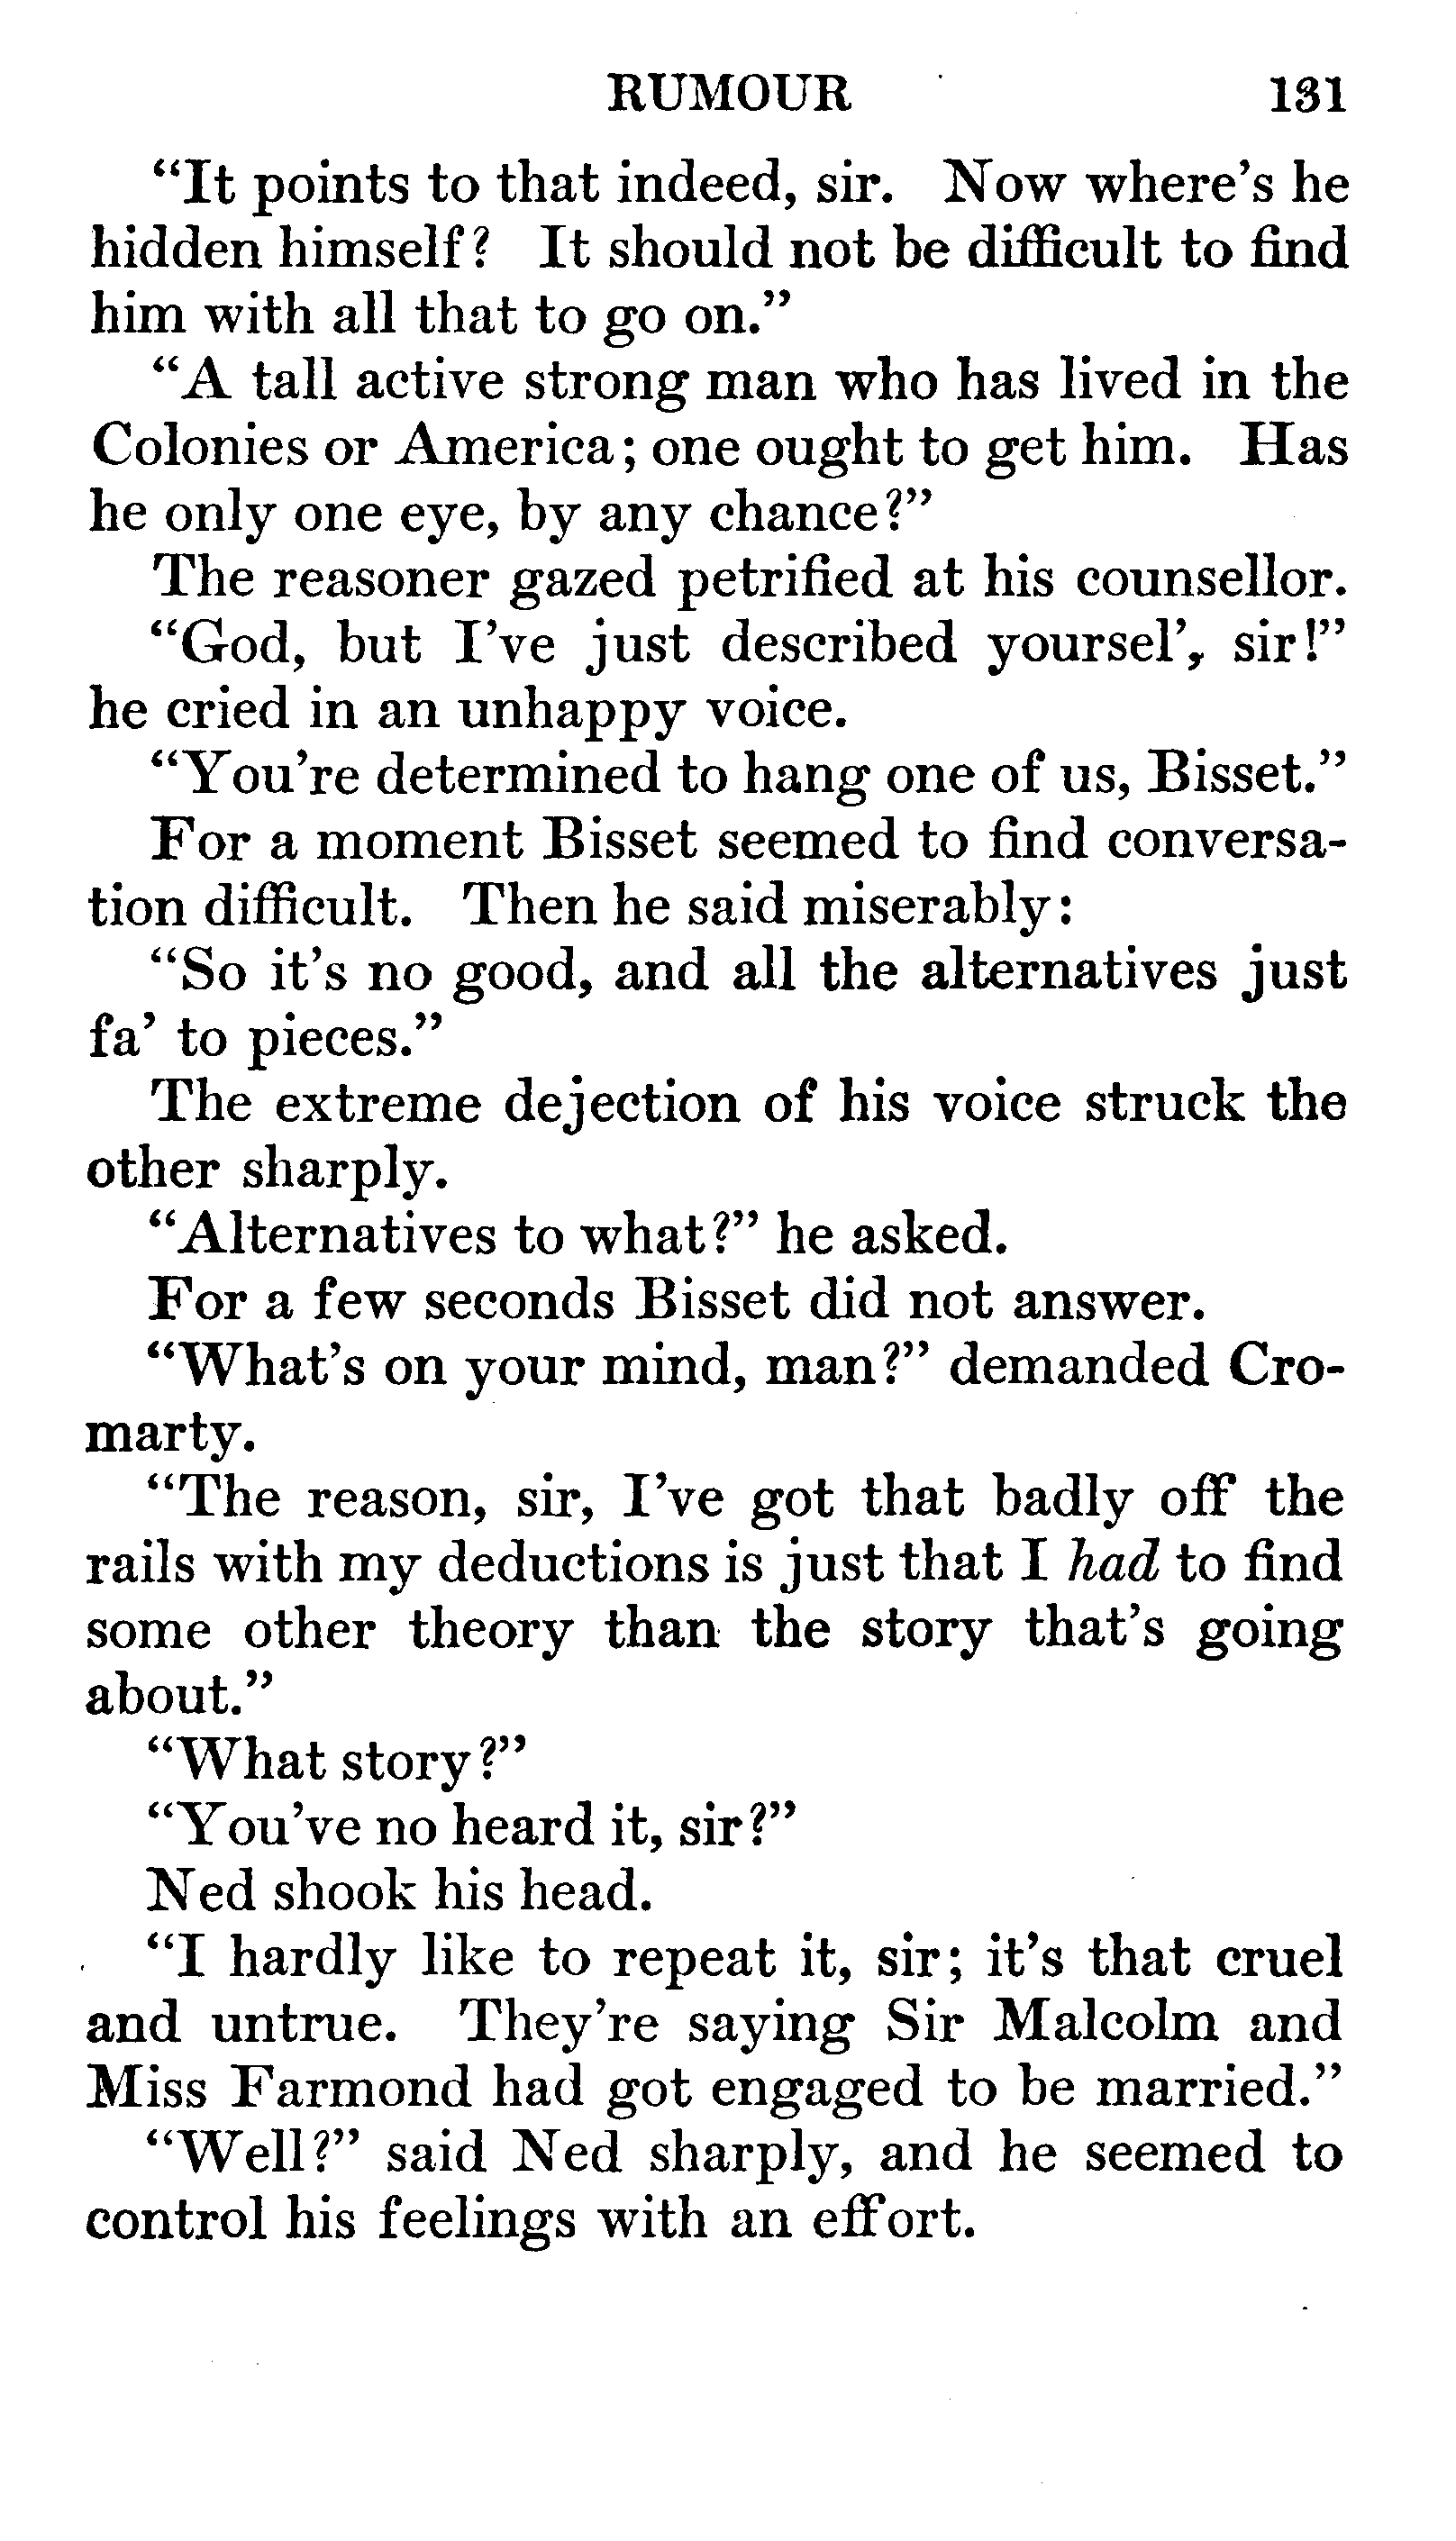 RUMOUR 131
“It points to that indeed, sir. Now where’s he
hidden himself? It should not be difficult to find
him with all that to go on.”
“A tall active strong man who has lived in the
Colonies or America; one ought to get him. Has
he only one eye, by any chance?”
The reasoner gazed petrified at his counsellor.
“God, but I’ve just described yoursel’, sir!”
he cried in an unhappy voice.
“You’re determined to hang one of us, Bisset.”
For a moment Bisset seemed to find conversa-
tion difficult. Then he said miserably:
“So it’s no good, and all the alternatives just
fa’ to pieces.”
The extreme dejection of his voice struck the
other sharply.
“Alternatives to what?” he asked.
For a few seconds Bisset did not answer.
“What’s on your mind, man?” demanded Cro-
marty.
“The reason, sir, I’ve got that badly off the
rails with my deductions is just that I had to find
some other theory than the story that’s going
about.”
“What story?”
“You’ve no heard it, sir?”
Ned shook his head.
“I hardly like to repeat it, sir; it’s that cruel
and untrue. They’re saying Sir Malcolm and
Miss Farmond had got engaged to be married.”
“Well?” said Ned sharply, and he seemed to
control his feelings with an effort.